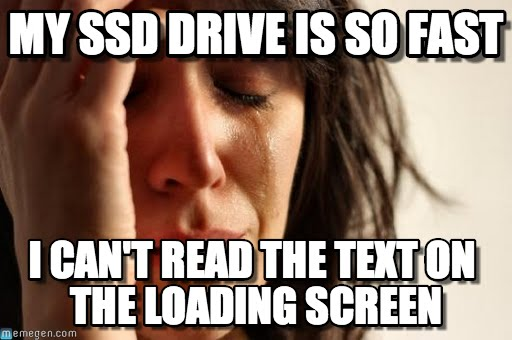 MY SSD DRIVE IS SO FAST
I CAN'T READ THE TEXT ON
THE LOADING SCREEN
memegen.com